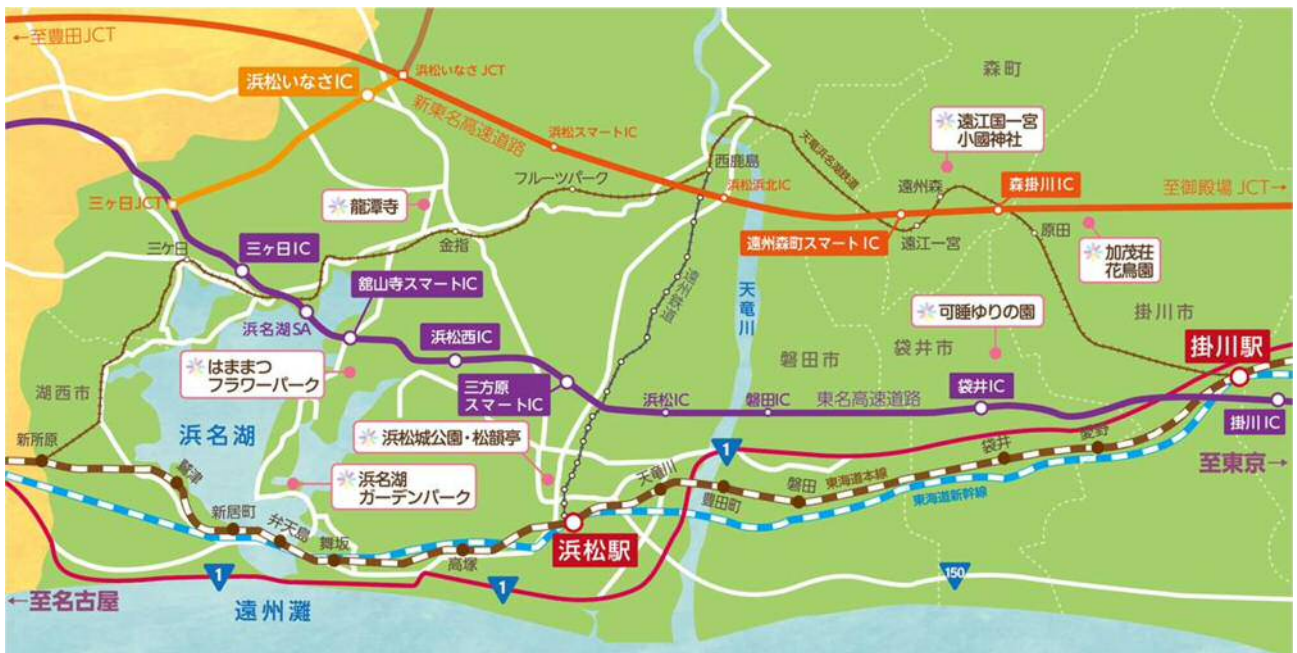 ←至豊田JCT
浜松いなさIC
浜松いなさJCT
新東名高速道路
浜松スマートIC
森町
遠江国一宮
小國神社
西鹿島
天竜浜名湖鉄道
フルーツパーク
浜松浜北IC
遠州森
森掛川IC
至御殿場JCT→
三ヶ日JCT
龍潭寺
金指
遠州森町スマートIC
遠江一宮
原田
加茂荘
花鳥園
三ケ日
三ヶ日IC
舘山寺スマートIC
遠州鉄道
天竜川
可睡ゆりの園
掛川市
浜名湖SA
浜松西IC
磐田市
袋井市
掛川駅
はままつ
フラワーパーク
三方原
スマートIC
浜松IC
磐田IC
東名高速道路
袋井IC
掛川IC
湖西市
浜名湖
浜松城公園・松韻亭
1
至東京→
新所原
鷲津
浜名湖
ガーデンパーク
天竜川
豊田町
磐田
東海道本線
袋井
愛野
東海道新幹線
新居町
弁天島
舞坂
高塚
浜松駅
1
1
150
←至名古屋
遠州灘